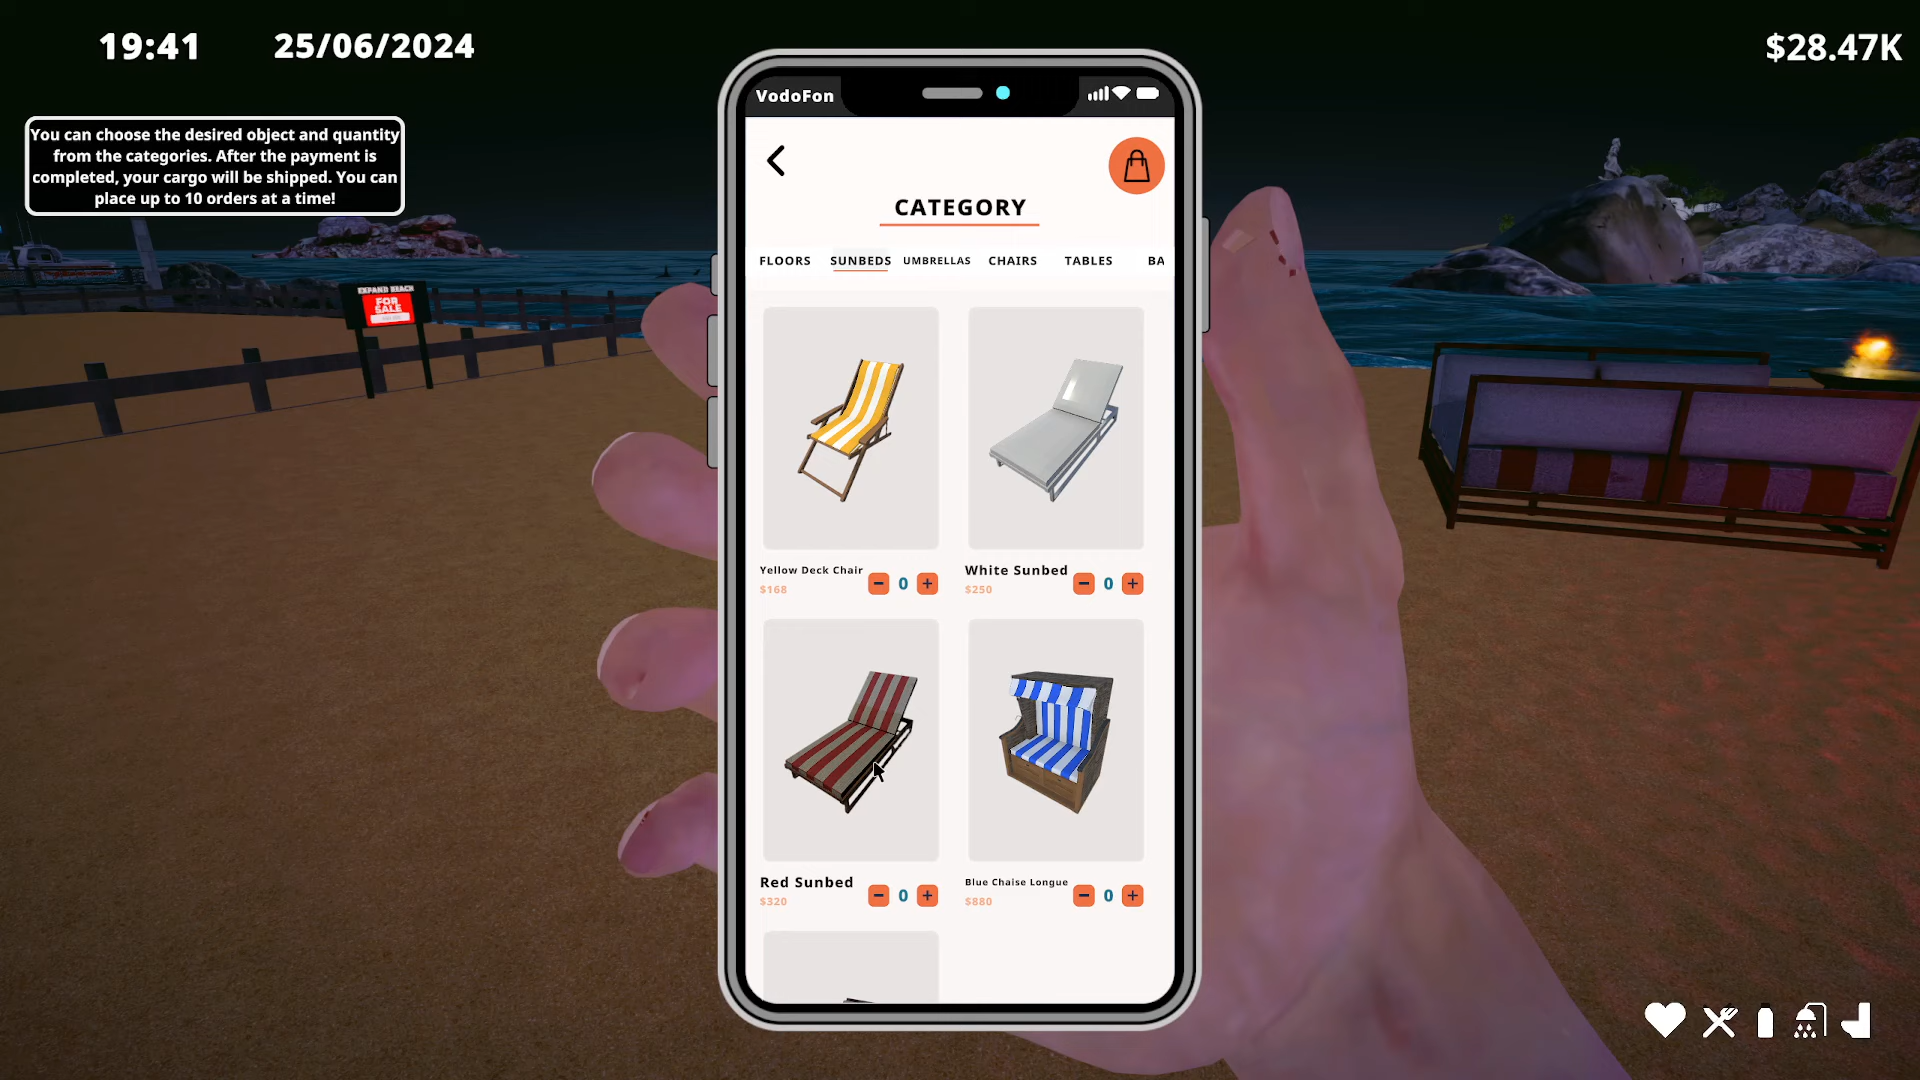 19:41
25/06/2024
$28.47K
You can choose the desired object and quantity
from the categories. After the payment is
completed, your cargo will be shipped. You can
place up to 10 orders at a time!
VodoFon
CATEGORY
FLOORS
SUNBEDS
UMBRELLAS
CHAIRS
TABLES
BA
EXPAND BEACH
FOR
SALE
Yellow Deck Chair
$168
- 0 +
White Sunbed
$250
- 0 +
Red Sunbed
$320
- 0 +
Blue Chaise Longue
$880
- 0 +